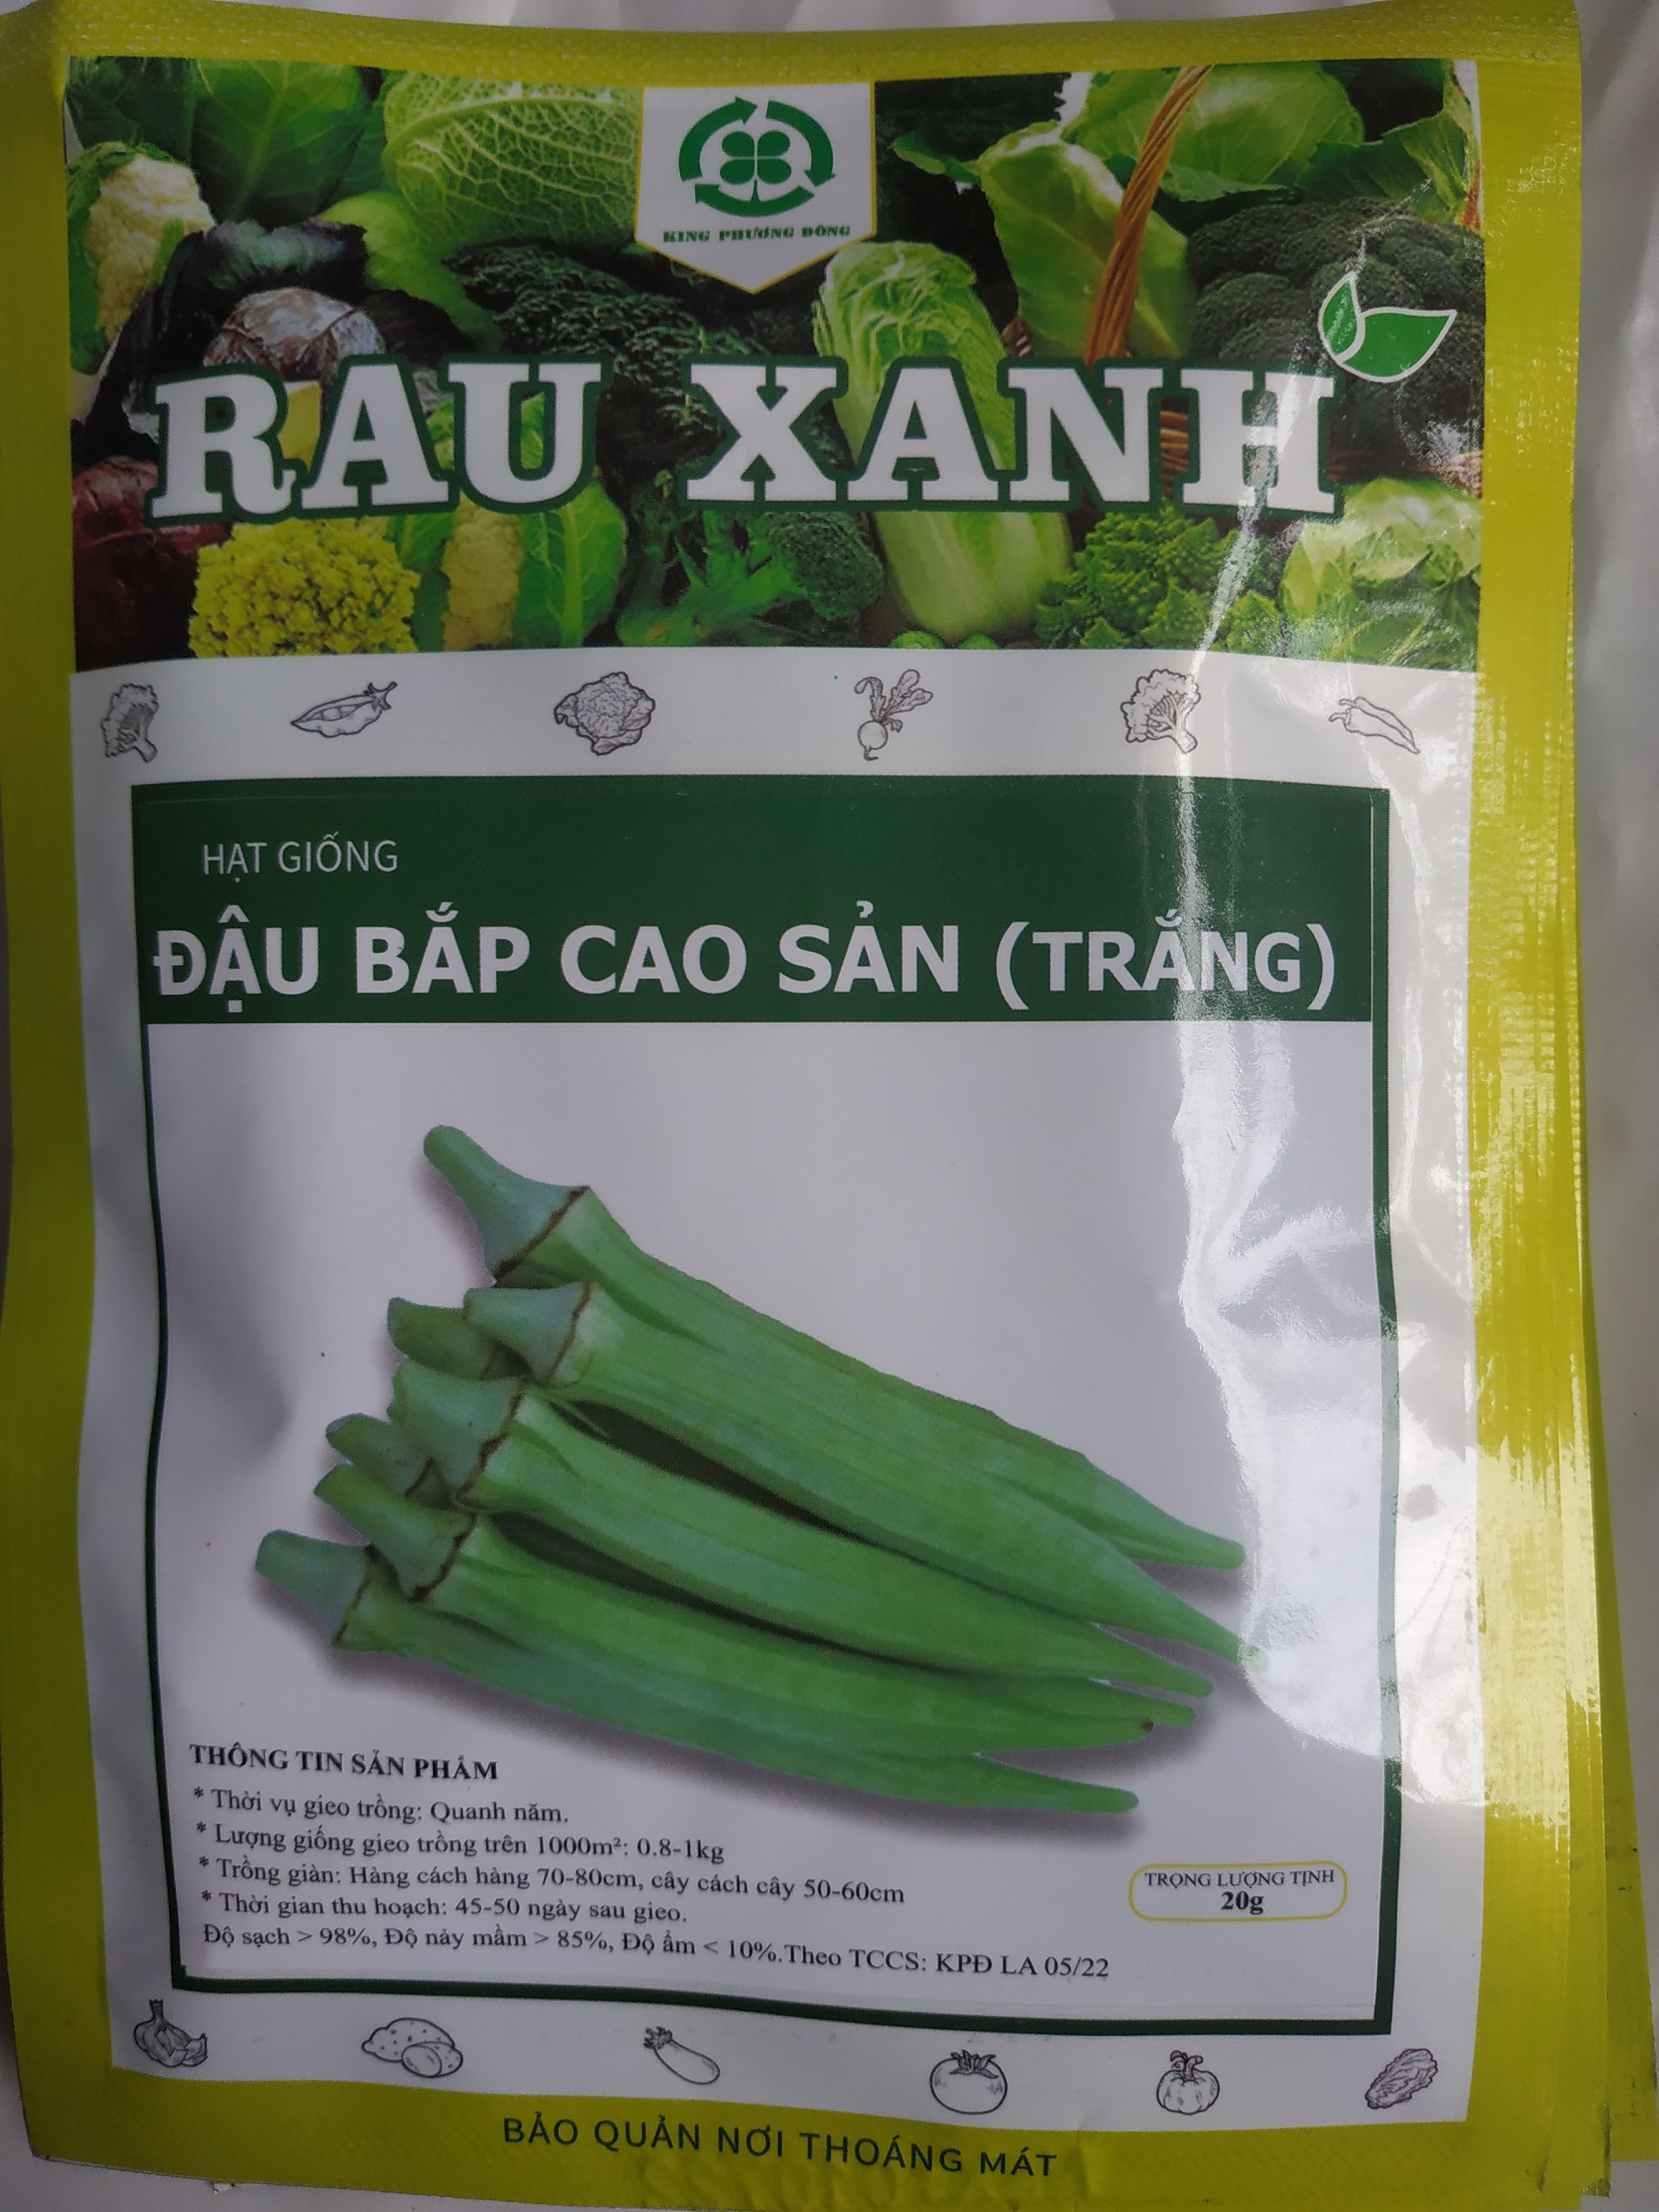 KING PHƯƠNG ĐÔNG
RAU XANH
HẠT GIỐNG
ĐẬU BẮP CAO SẢN (TRẮNG)
THÔNG TIN SẢN PHẨM
* Thời vụ gieo trồng: Quanh năm.
* Lượng giống gieo trồng trên 1000m²: 0.8-1kg
* Trồng giàn: Hàng cách hàng 70-80cm, cây cách cây 50-60cm
* Thời gian thu hoạch: 45-50 ngày sau gieo.
Độ sạch > 98%, Độ nảy mầm > 85%, Độ ẩm < 10%.Theo TCCS: KPĐ LA 05/22
TRỌNG LƯỢNG TỊNH
20g
BẢO QUẢN NƠI THOÁNG MÁT